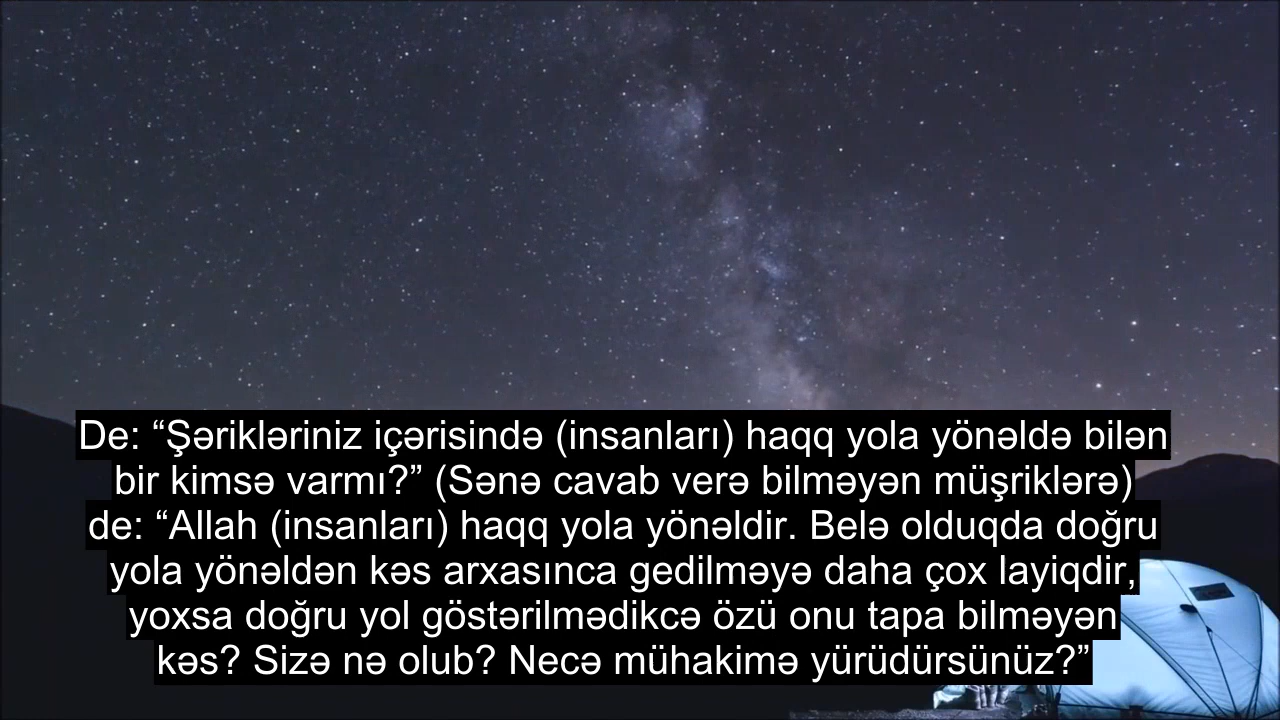 De: “Şərikləriniz içərisində (insanları) haqq yola yönəldə bilən
bir kimsə varmı?” (Sənə cavab verə bilməyən müşriklərə)
de: “Allah (insanları) haqq yola yönəldir. Belə olduqda doğru
yola yönəldən kəs arxasınca gedilməyə daha çox layiqdir,
yoxsa doğru yol göstərilmədikcə özü onu tapa bilməyən
kəs? Sizə nə olub? Necə mühakimə yürüdürsünüz?”